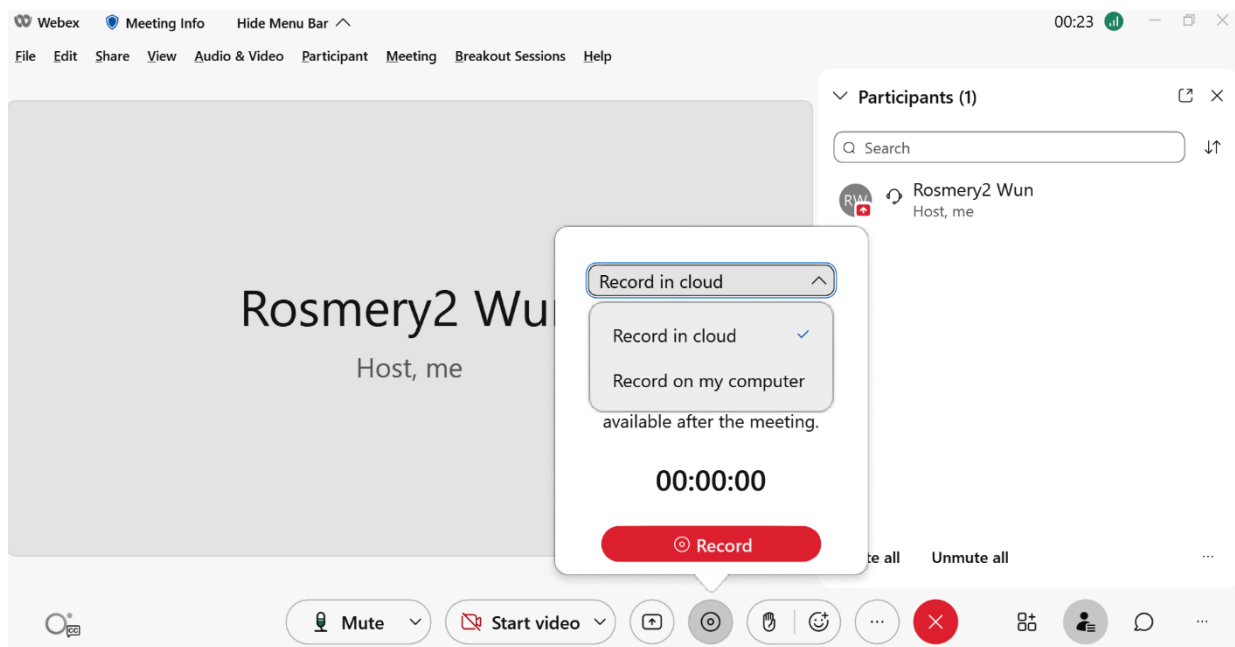 Webex Meeting Info Hide Menu Bar 00:23
File Edit Share View Audio & Video Participant Meeting Breakout Sessions Help
Participants (1)
Search
RW Rosmery2 Wun
Host, me
Rosmery2 Wu
Host, me
Record in cloud
Record in cloud
Record on my computer
available after the meeting.
00:00:00
Record
te all Unmute all
CC Mute Start video